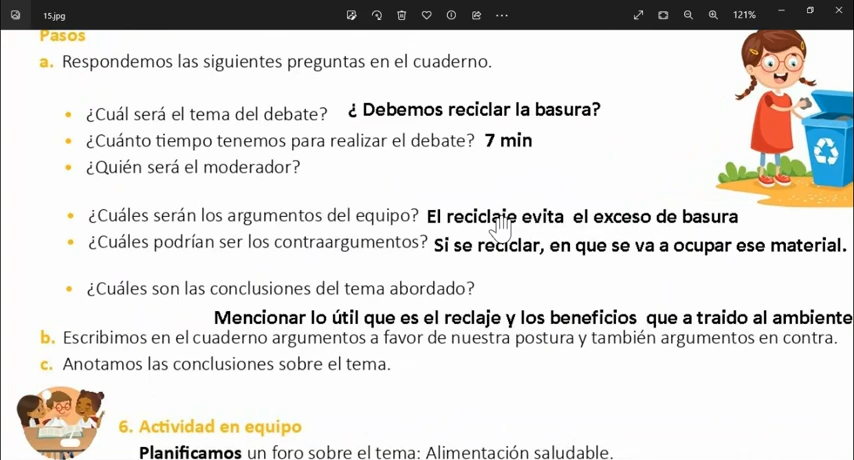 15.jpg
121%
Pasos
a. Respondemos las siguientes preguntas en el cuaderno.
• ¿Cuál será el tema del debate? ¿ Debemos reciclar la basura?
• ¿Cuánto tiempo tenemos para realizar el debate? 7 min
• ¿Quién será el moderador?
• ¿Cuáles serán los argumentos del equipo? El reciclaje evita el exceso de basura
• ¿Cuáles podrían ser los contraargumentos? Si se reciclar, en que se va a ocupar ese material.
• ¿Cuáles son las conclusiones del tema abordado?
Mencionar lo útil que es el reclaje y los beneficios que a traido al ambiente
b. Escribimos en el cuaderno argumentos a favor de nuestra postura y también argumentos en contra.
c. Anotamos las conclusiones sobre el tema.
6. Actividad en equipo
Planificamos un foro sobre el tema: Alimentación saludable.